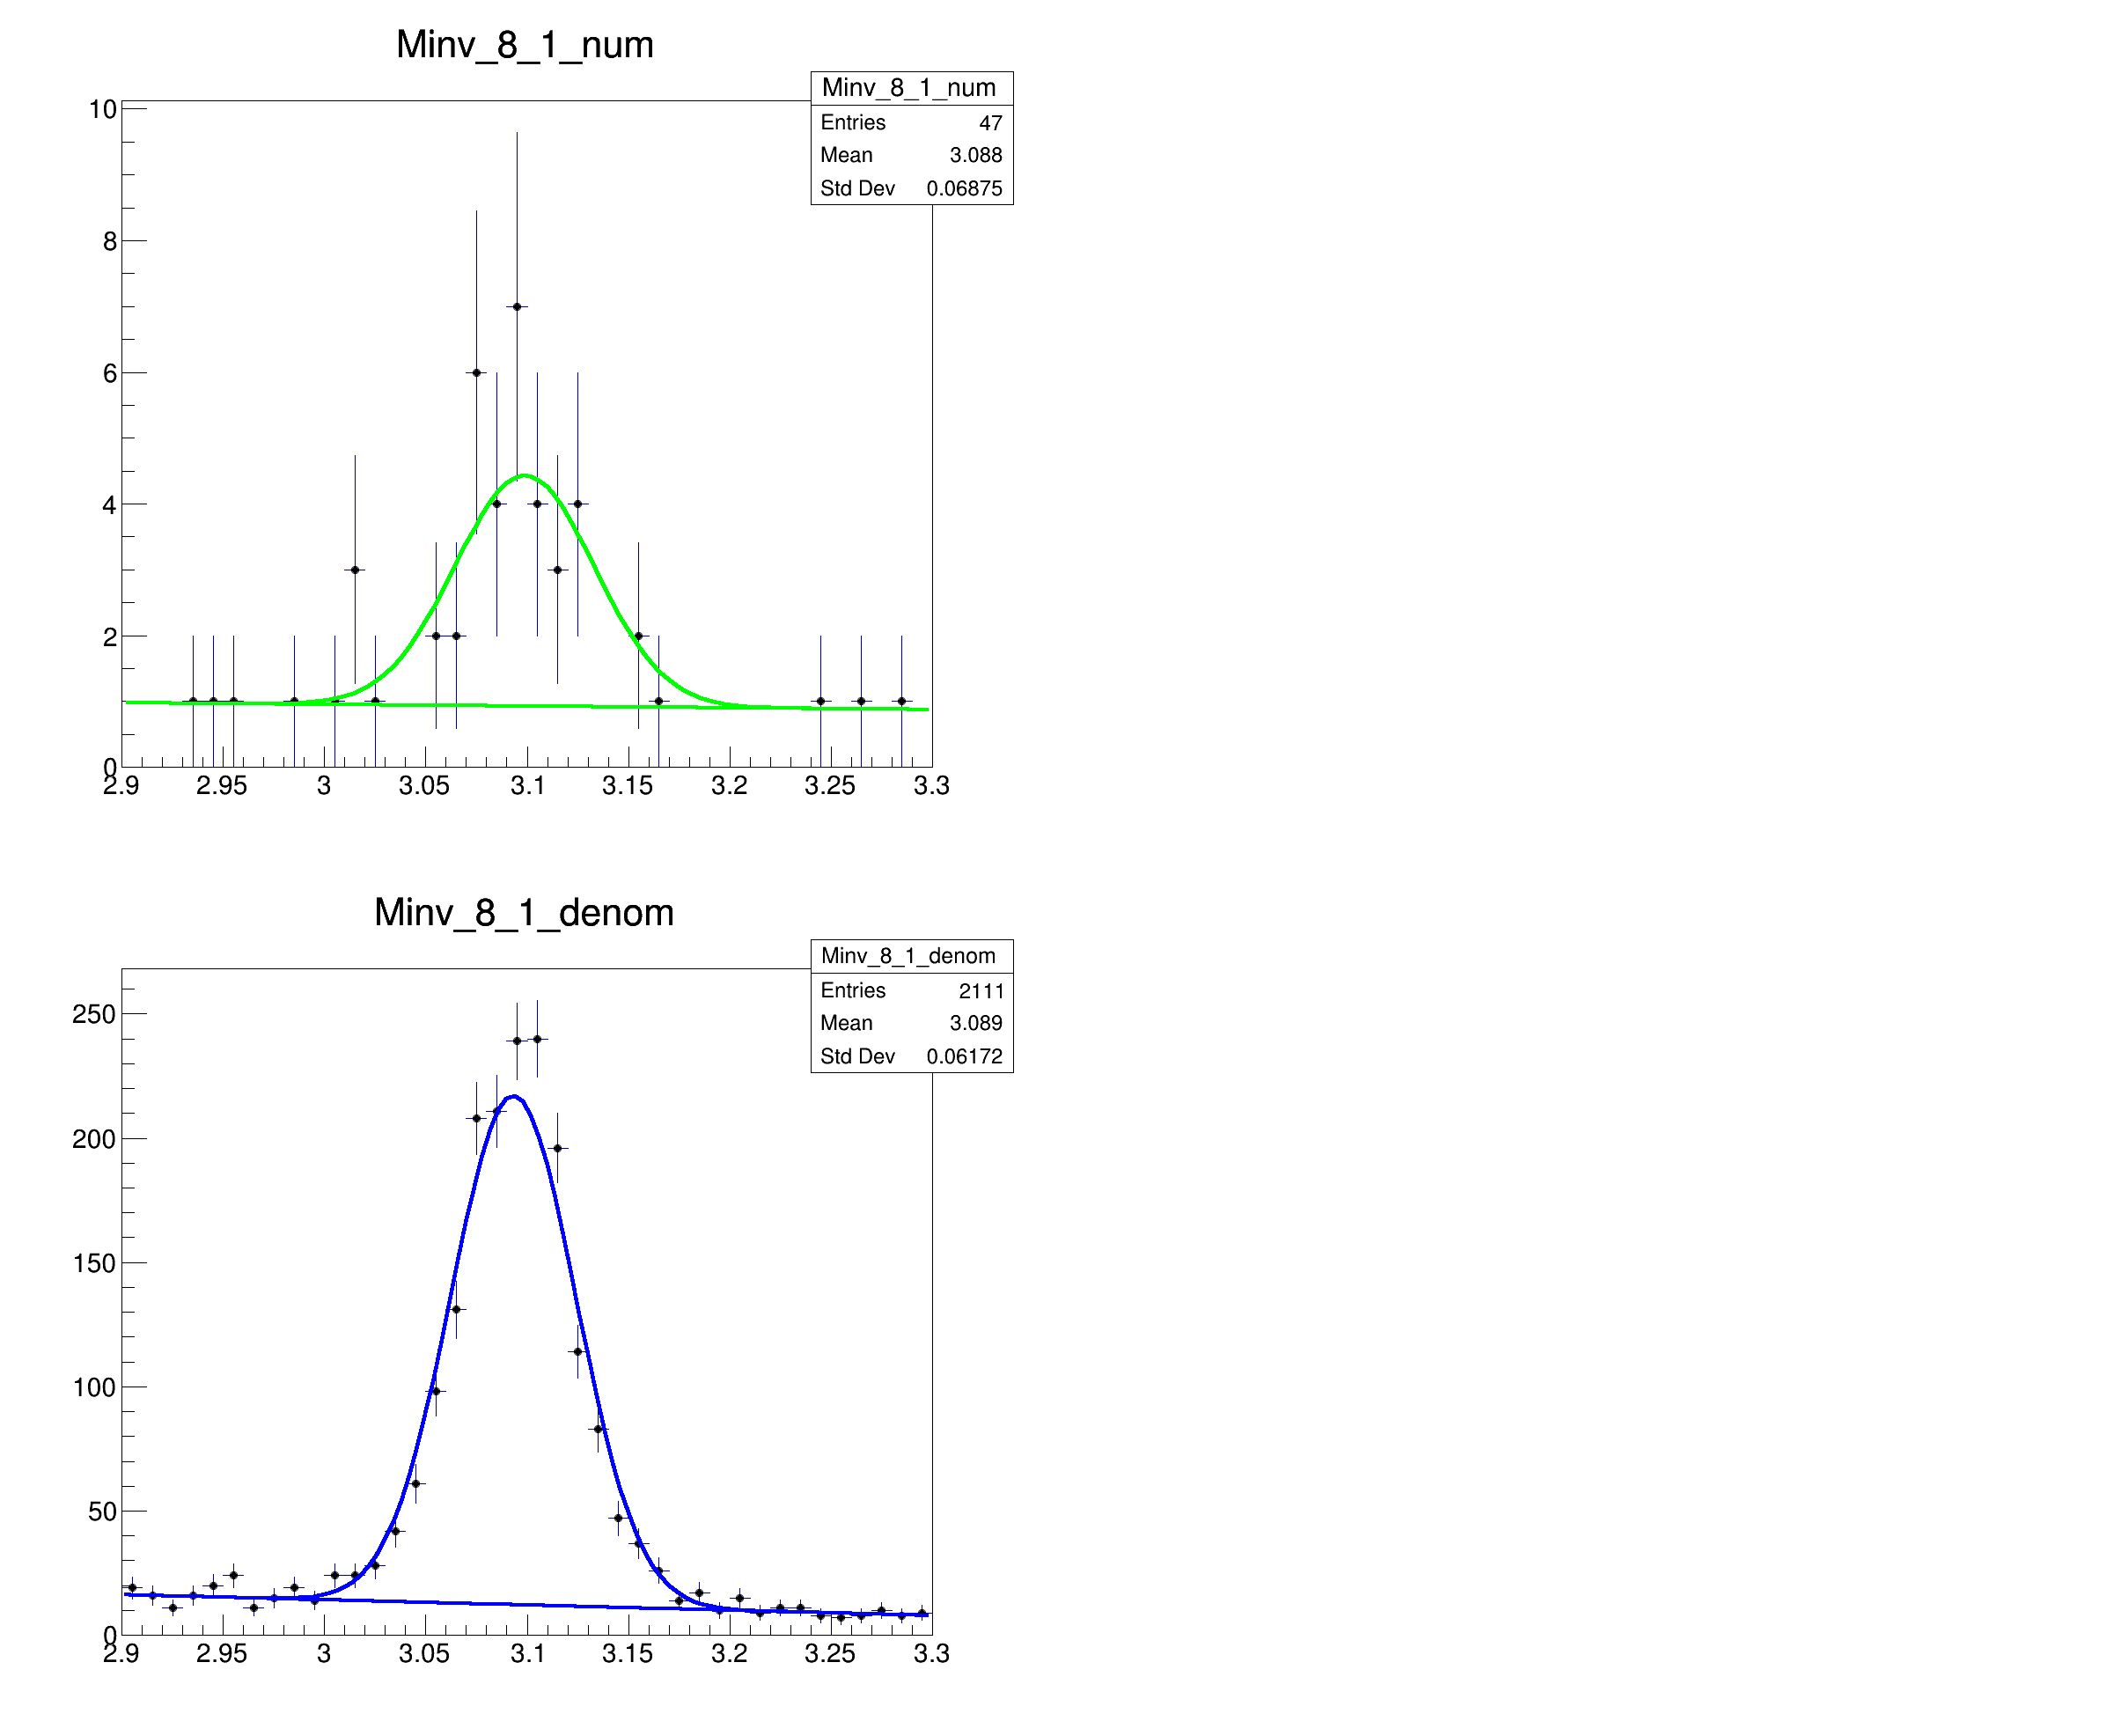 Minv_8_1_num
Minv_8_1_num
Entries 47
Mean 3.088
Std Dev 0.06875
10
8
6
4
2
0
2.9 2.95 3 3.05 3.1 3.15 3.2 3.25 3.3
Minv_8_1_denom
Minv_8_1_denom
Entries 2111
Mean 3.089
Std Dev 0.06172
250
200
150
100
50
0
2.9 2.95 3 3.05 3.1 3.15 3.2 3.25 3.3